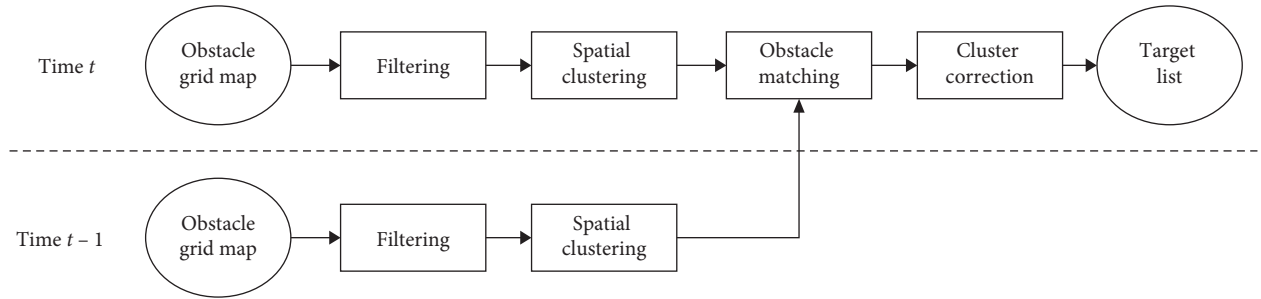 Time t
Obstacle
grid map
Filtering
Spatial
clustering
Obstacle
matching
Cluster
correction
Target
list
Time t – 1
Obstacle
grid map
Filtering
Spatial
clustering